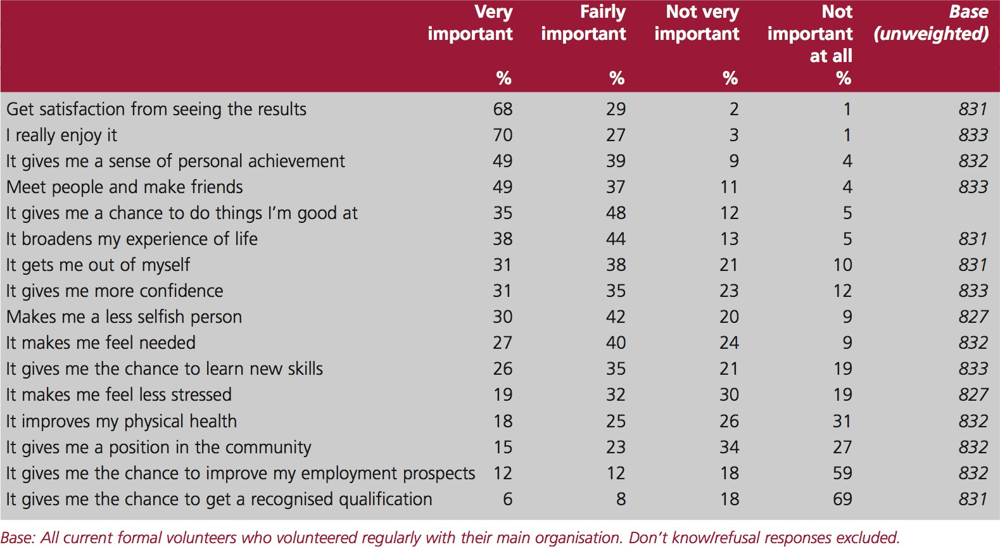 Very Fairly Not very Not Base
important important important important (unweighted)
at all
% % % %
Get satisfaction from seeing the results 68 29 2 1 831
I really enjoy it 70 27 3 1 833
It gives me a sense of personal achievement 49 39 9 4 832
Meet people and make friends 49 37 11 4 833
It gives me a chance to do things I’m good at 35 48 12 5
It broadens my experience of life 38 44 13 5 831
It gets me out of myself 31 38 21 10 831
It gives me more confidence 31 35 23 12 833
Makes me a less selfish person 30 42 20 9 827
It makes me feel needed 27 40 24 9 832
It gives me the chance to learn new skills 26 35 21 19 833
It makes me feel less stressed 19 32 30 19 827
It improves my physical health 18 25 26 31 832
It gives me a position in the community 15 23 34 27 832
It gives me the chance to improve my employment prospects 12 12 18 59 832
It gives me the chance to get a recognised qualification 6 8 18 69 831
Base: All current formal volunteers who volunteered regularly with their main organisation. Don’t know/refusal responses excluded.